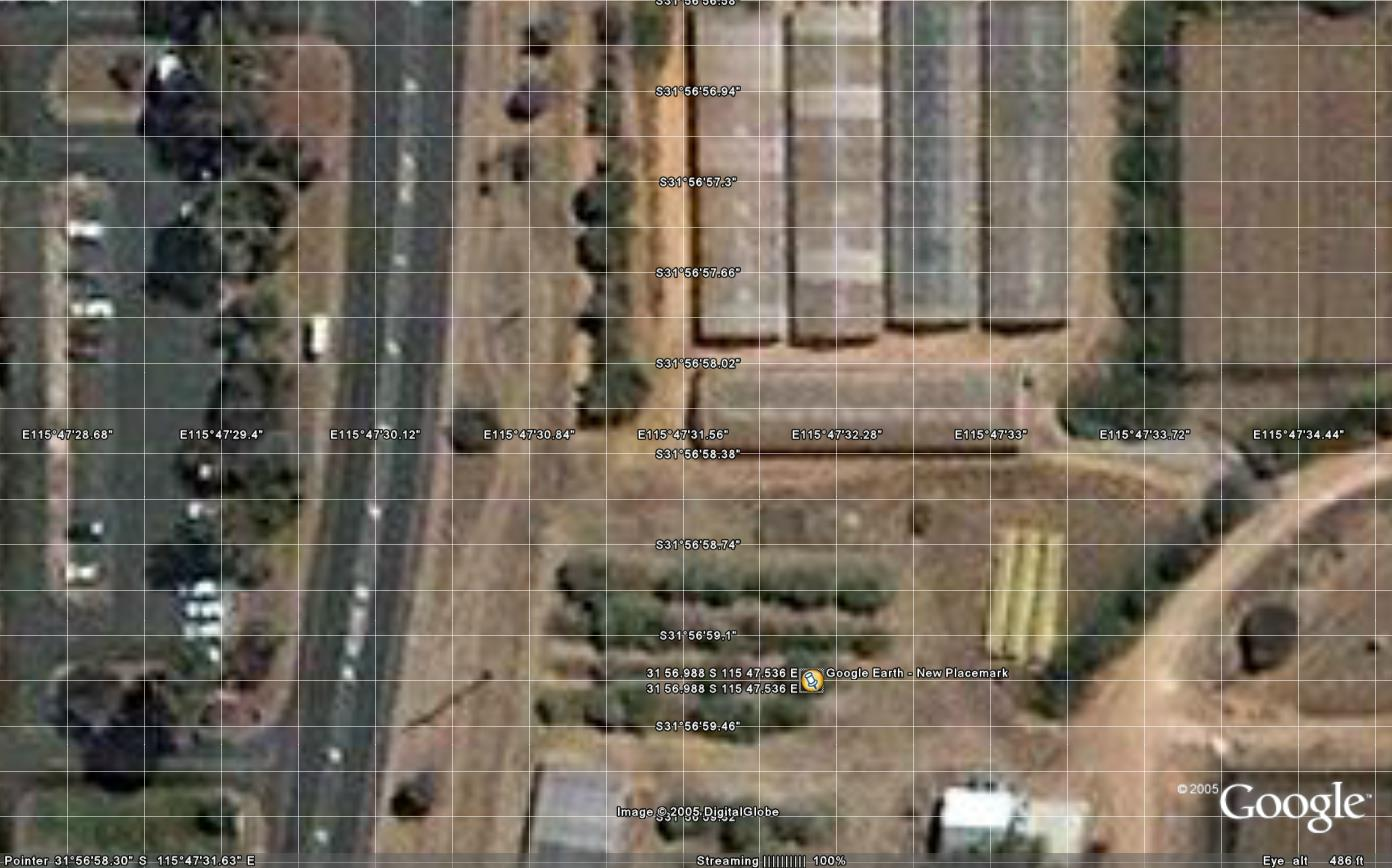 S31°56'56.58"
S31°56'56.94"
S31°56'57.3"
S31°56'57.66"
S31°56'58.02"
E115°47'28.68" E115°47'29.4" E115°47'30.12" E115°47'30.84" E115°47'31.56" E115°47'32.28" E115°47'33" E115°47'33.72" E115°47'34.44"
S31°56'58.38"
S31°56'58.74"
S31°56'59.1"
31 56.988 S 115 47.536 E Google Earth - New Placemark
31 56.988 S 115 47.536 E
S31°56'59.46"
© 2005 Google™
Image © 2005 DigitalGlobe
Pointer 31°56'58.30" S 115°47'31.63" E Streaming |||||||||| 100% Eye alt 486 ft